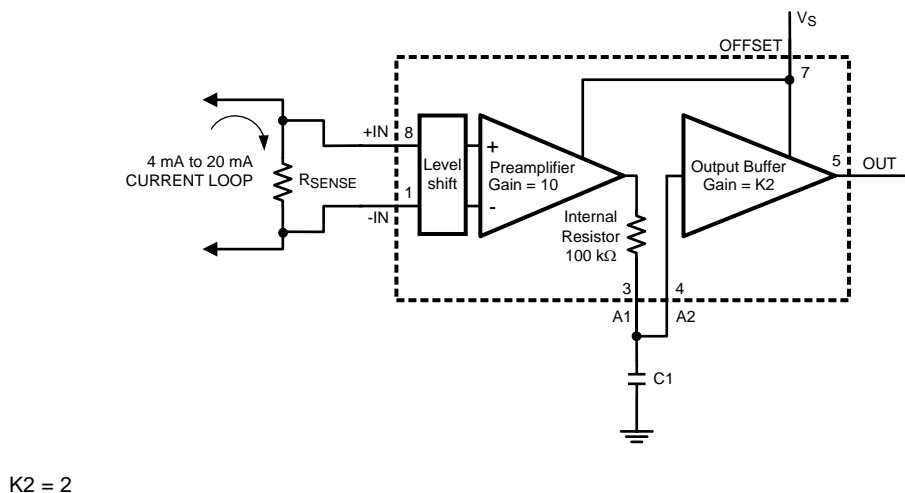 VS
OFFSET
7
+IN
8
4 mA to 20 mA
CURRENT LOOP
RSENSE
Level
shift
+
-
Preamplifier
Gain = 10
Output Buffer
Gain = K2
5
OUT
1
-IN
Internal
Resistor
100 kΩ
3
4
A1
A2
C1
K2 = 2